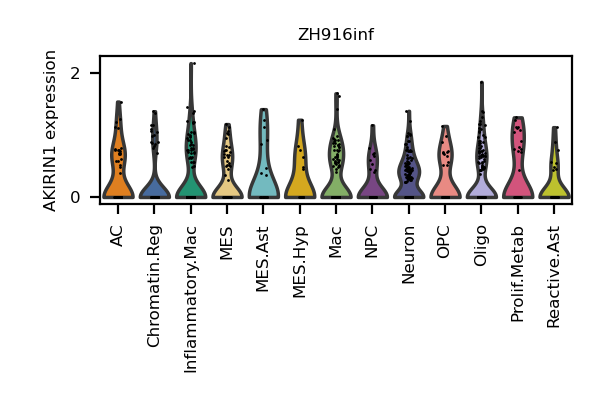 ZH916inf
AKIRIN1 expression
2
0
AC
Chromatin.Reg
Inflammatory.Mac
MES
MES.Ast
MES.Hyp
Mac
NPC
Neuron
OPC
Oligo
Prolif.Metab
Reactive.Ast